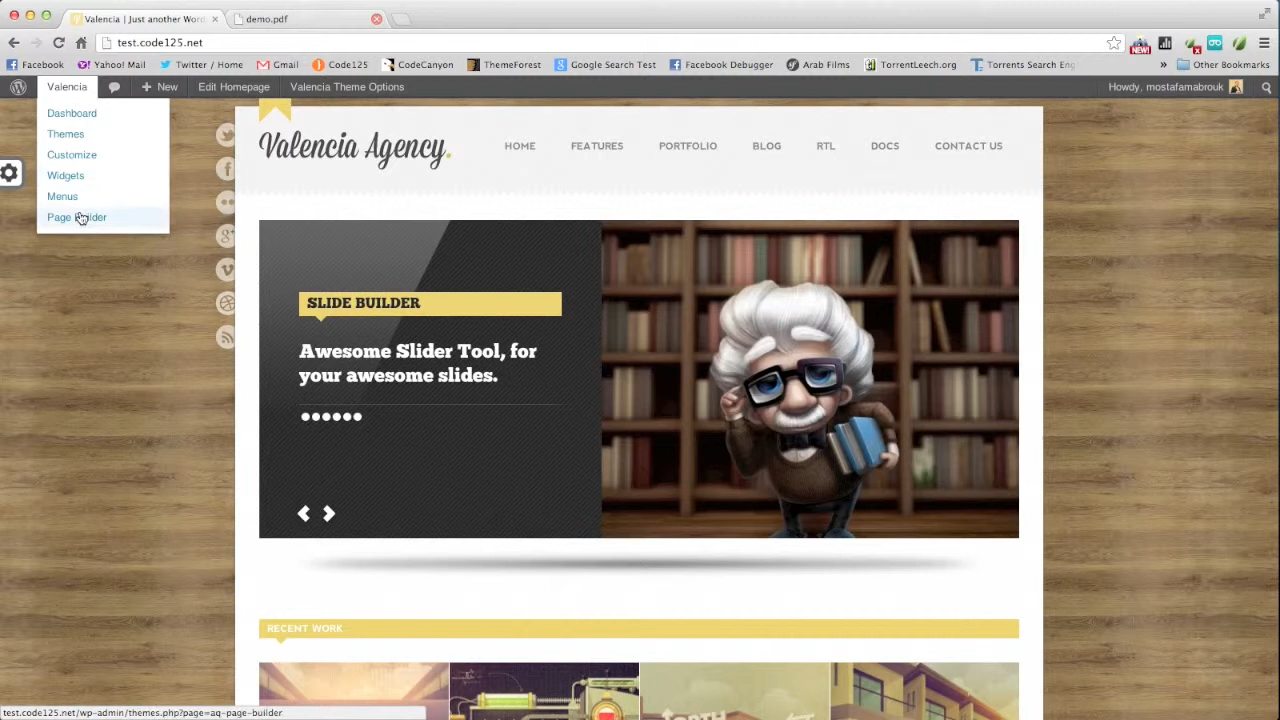 Valencia | Just another Word
demo.pdf
test.code125.net
Facebook
Yahoo! Mail
Twitter / Home
Gmail
Code125
CodeCanyon
ThemeForest
Google Search Test
Facebook Debugger
Arab Films
TorrentLeech.org
Torrents Search Eng
»
Other Bookmarks
NEW!
Valencia
+ New
Edit Homepage
Valencia Theme Options
Howdy, mostafamabrouk
Dashboard
Themes
Customize
Widgets
Menus
Page Builder
Valencia Agency.
HOME
FEATURES
PORTFOLIO
BLOG
RTL
DOCS
CONTACT US
SLIDE BUILDER
Awesome Slider Tool, for
your awesome slides.
RECENT WORK
test.code125.net/wp-admin/themes.php?page=aq-page-builder